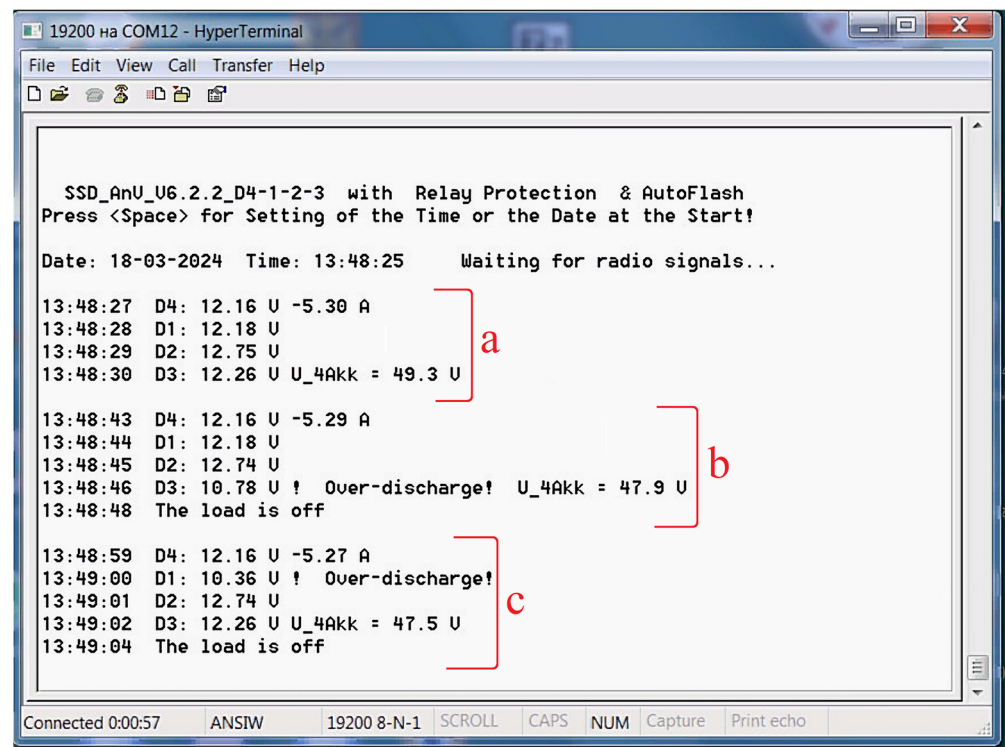 19200 на COM12 - HyperTerminal
File Edit View Call Transfer Help
SSD_AnV_V6.2.2_D4-1-2-3 with Relay Protection & AutoFlash
Press <Space> for Setting of the Time or the Date at the Start!
Date: 18-03-2024 Time: 13:48:25 Waiting for radio signals...
13:48:27 D4: 12.16 V -5.30 A
13:48:28 D1: 12.18 V
13:48:29 D2: 12.75 V
13:48:30 D3: 12.26 V U_4Akk = 49.3 V
a
13:48:43 D4: 12.16 V -5.29 A
13:48:44 D1: 12.18 V
13:48:45 D2: 12.74 V
13:48:46 D3: 10.78 V ! Over-discharge! U_4Akk = 47.9 V
13:48:48 The load is off
b
13:48:59 D4: 12.16 V -5.27 A
13:49:00 D1: 10.36 V ! Over-discharge!
13:49:01 D2: 12.74 V
13:49:02 D3: 12.26 V U_4Akk = 47.5 V
13:49:04 The load is off
c
Connected 0:00:57 ANSIW 19200 8-N-1 SCROLL CAPS NUM Capture Print echo